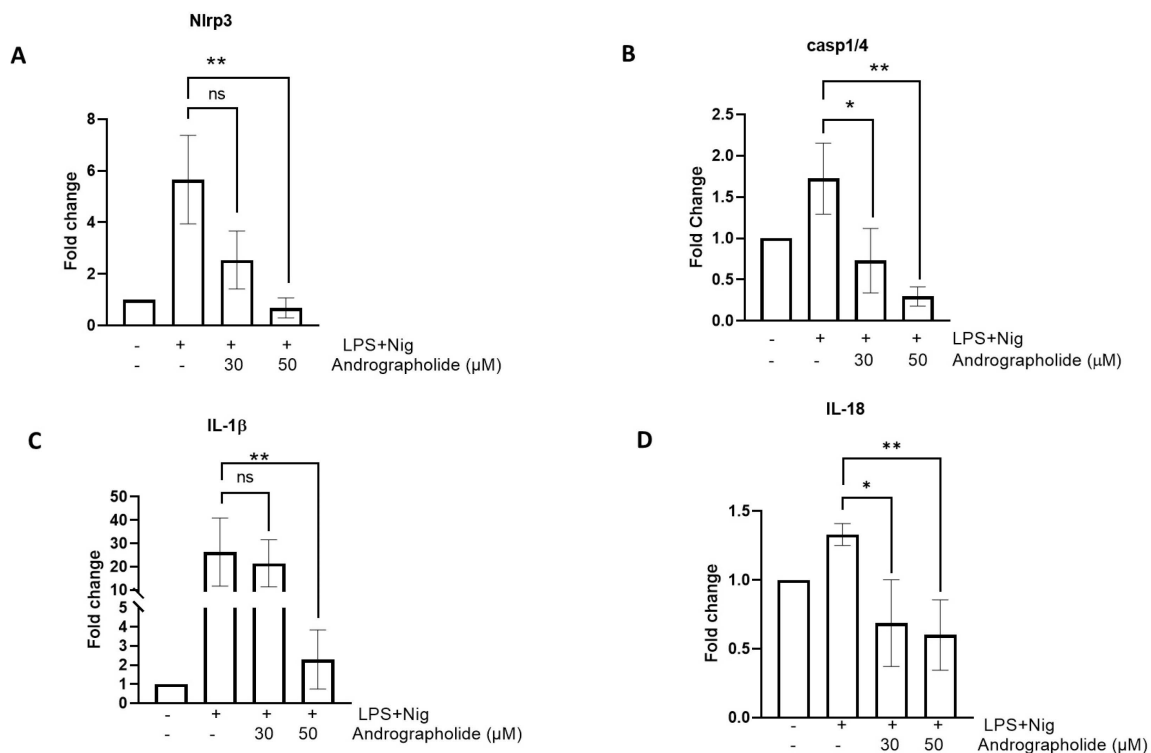 A
Nlrp3
**
ns
Fold change
8
6
4
2
0
- + + + LPS+Nig
- - 30 50 Andrographolide (μM)
B
casp1/4
**
*
Fold Change
2.5
2.0
1.5
1.0
0.5
0.0
- + + + LPS+Nig
- - 30 50 Andrographolide (μM)
C
IL-1β
**
ns
Fold change
50
40
30
20
10
5
4
3
2
1
0
- + + + LPS+Nig
- - 30 50 Andrographolide (μM)
D
IL-18
**
*
Fold change
1.5
1.0
0.5
0.0
- + + + LPS+Nig
- - 30 50 Andrographolide (μM)